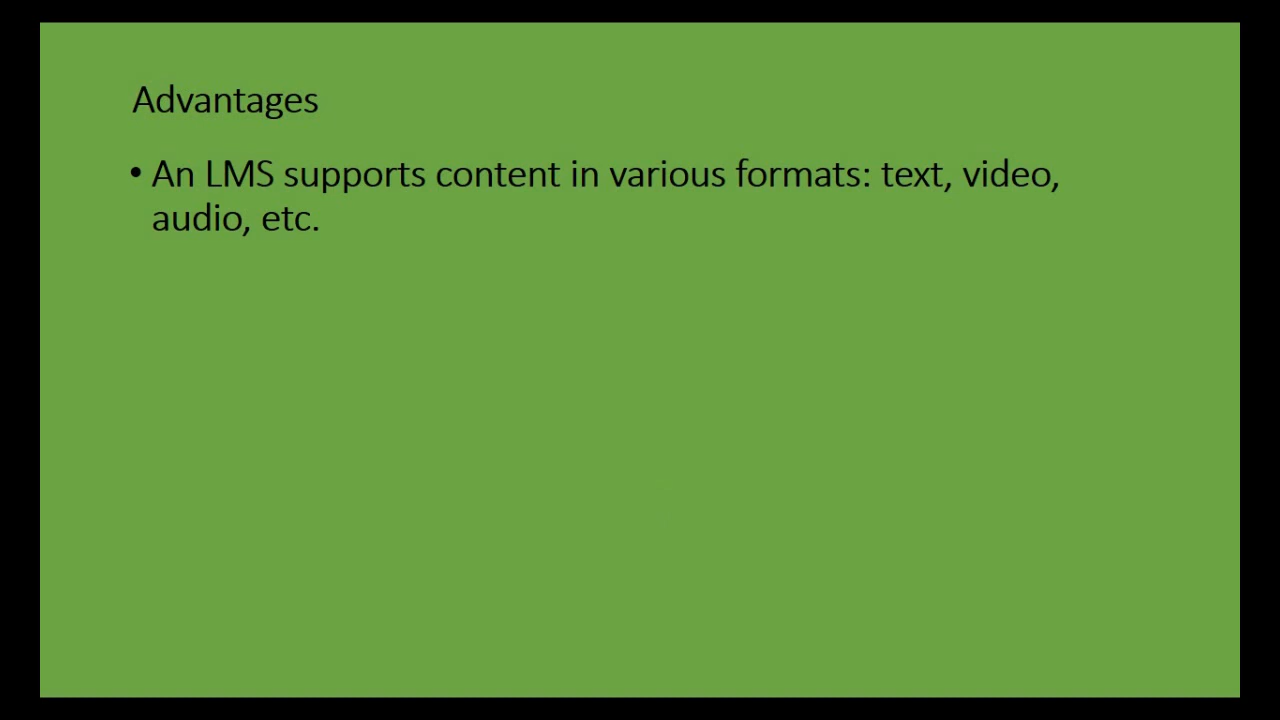 Advantages
• An LMS supports content in various formats: text, video,
audio, etc.